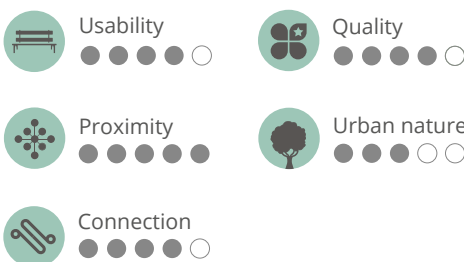 Usability
Quality
Proximity
Urban nature
Connection